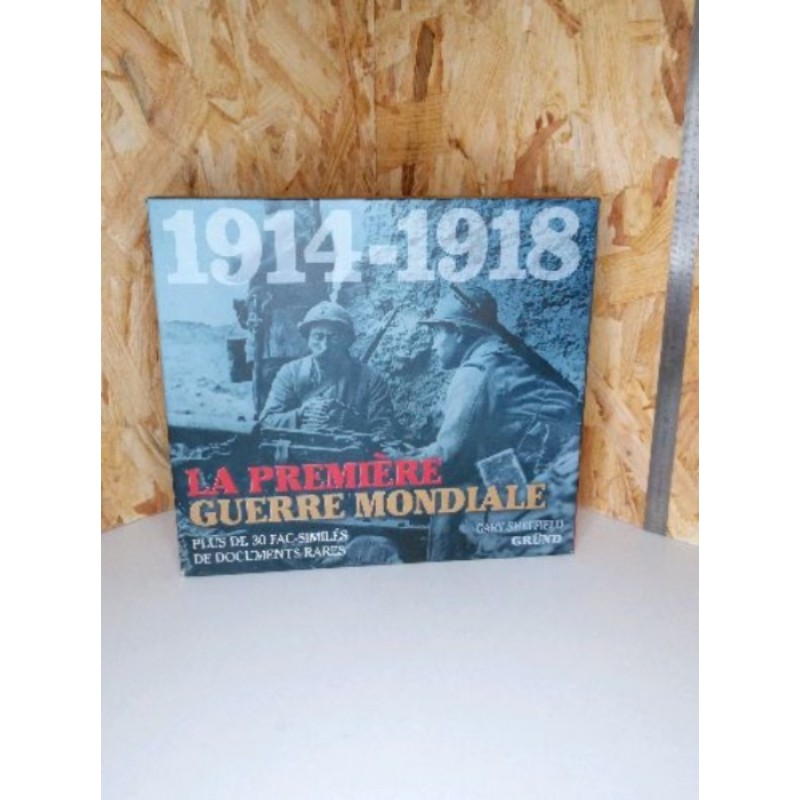 1914-1918
LA PREMIÈRE
GUERRE MONDIALE
PLUS DE 30 FAC-SIMILÉS
DE DOCUMENTS RARES
GARY SHEFFIELD
GRÜND